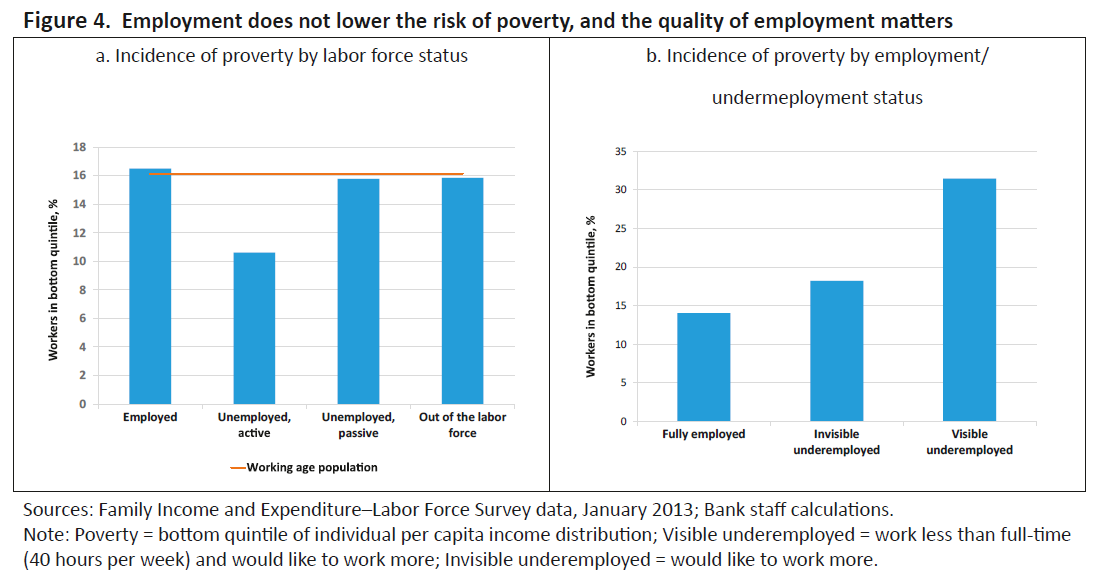 Figure 4. Employment does not lower the risk of poverty, and the quality of employment matters
a. Incidence of proverty by labor force status
18
16
14
12
10
8
6
4
2
0
Workers in bottom quintile, %
Employed
Unemployed,
active
Unemployed,
passive
Out of the labor
force
Working age population
b. Incidence of proverty by employment/
undermeployment status
35
30
25
20
15
10
5
0
Workers in bottom quintile, %
Fully employed
Invisible
underemployed
Visible
underemployed
Sources: Family Income and Expenditure–Labor Force Survey data, January 2013; Bank staff calculations.
Note: Poverty = bottom quintile of individual per capita income distribution; Visible underemployed = work less than full-time
(40 hours per week) and would like to work more; Invisible underemployed = would like to work more.